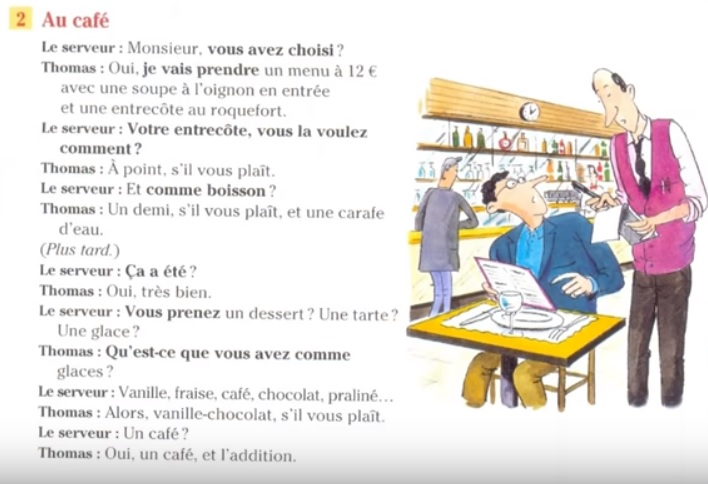 2 Au café
Le serveur : Monsieur, vous avez choisi ?
Thomas : Oui, je vais prendre un menu à 12 €
avec une soupe à l'oignon en entrée
et une entrecôte au roquefort.
Le serveur : Votre entrecôte, vous la voulez
comment ?
Thomas : À point, s'il vous plaît.
Le serveur : Et comme boisson ?
Thomas : Un demi, s'il vous plaît, et une carafe
d'eau.
(Plus tard.)
Le serveur : Ça a été ?
Thomas : Oui, très bien.
Le serveur : Vous prenez un dessert ? Une tarte ?
Une glace ?
Thomas : Qu'est-ce que vous avez comme
glaces ?
Le serveur : Vanille, fraise, café, chocolat, praliné…
Thomas : Alors, vanille-chocolat, s'il vous plaît.
Le serveur : Un café ?
Thomas : Oui, un café, et l'addition.